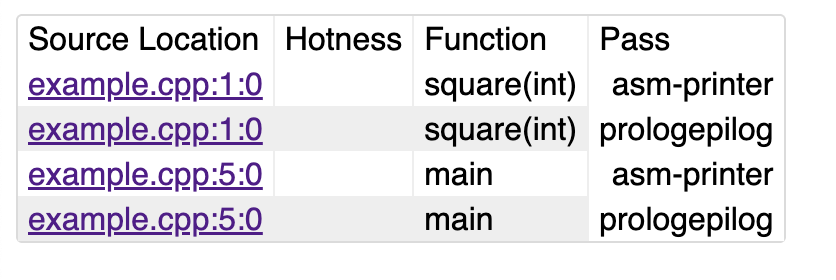 Source Location Hotness Function Pass
example.cpp:1:0 square(int) asm-printer
example.cpp:1:0 square(int) prologepilog
example.cpp:5:0 main asm-printer
example.cpp:5:0 main prologepilog